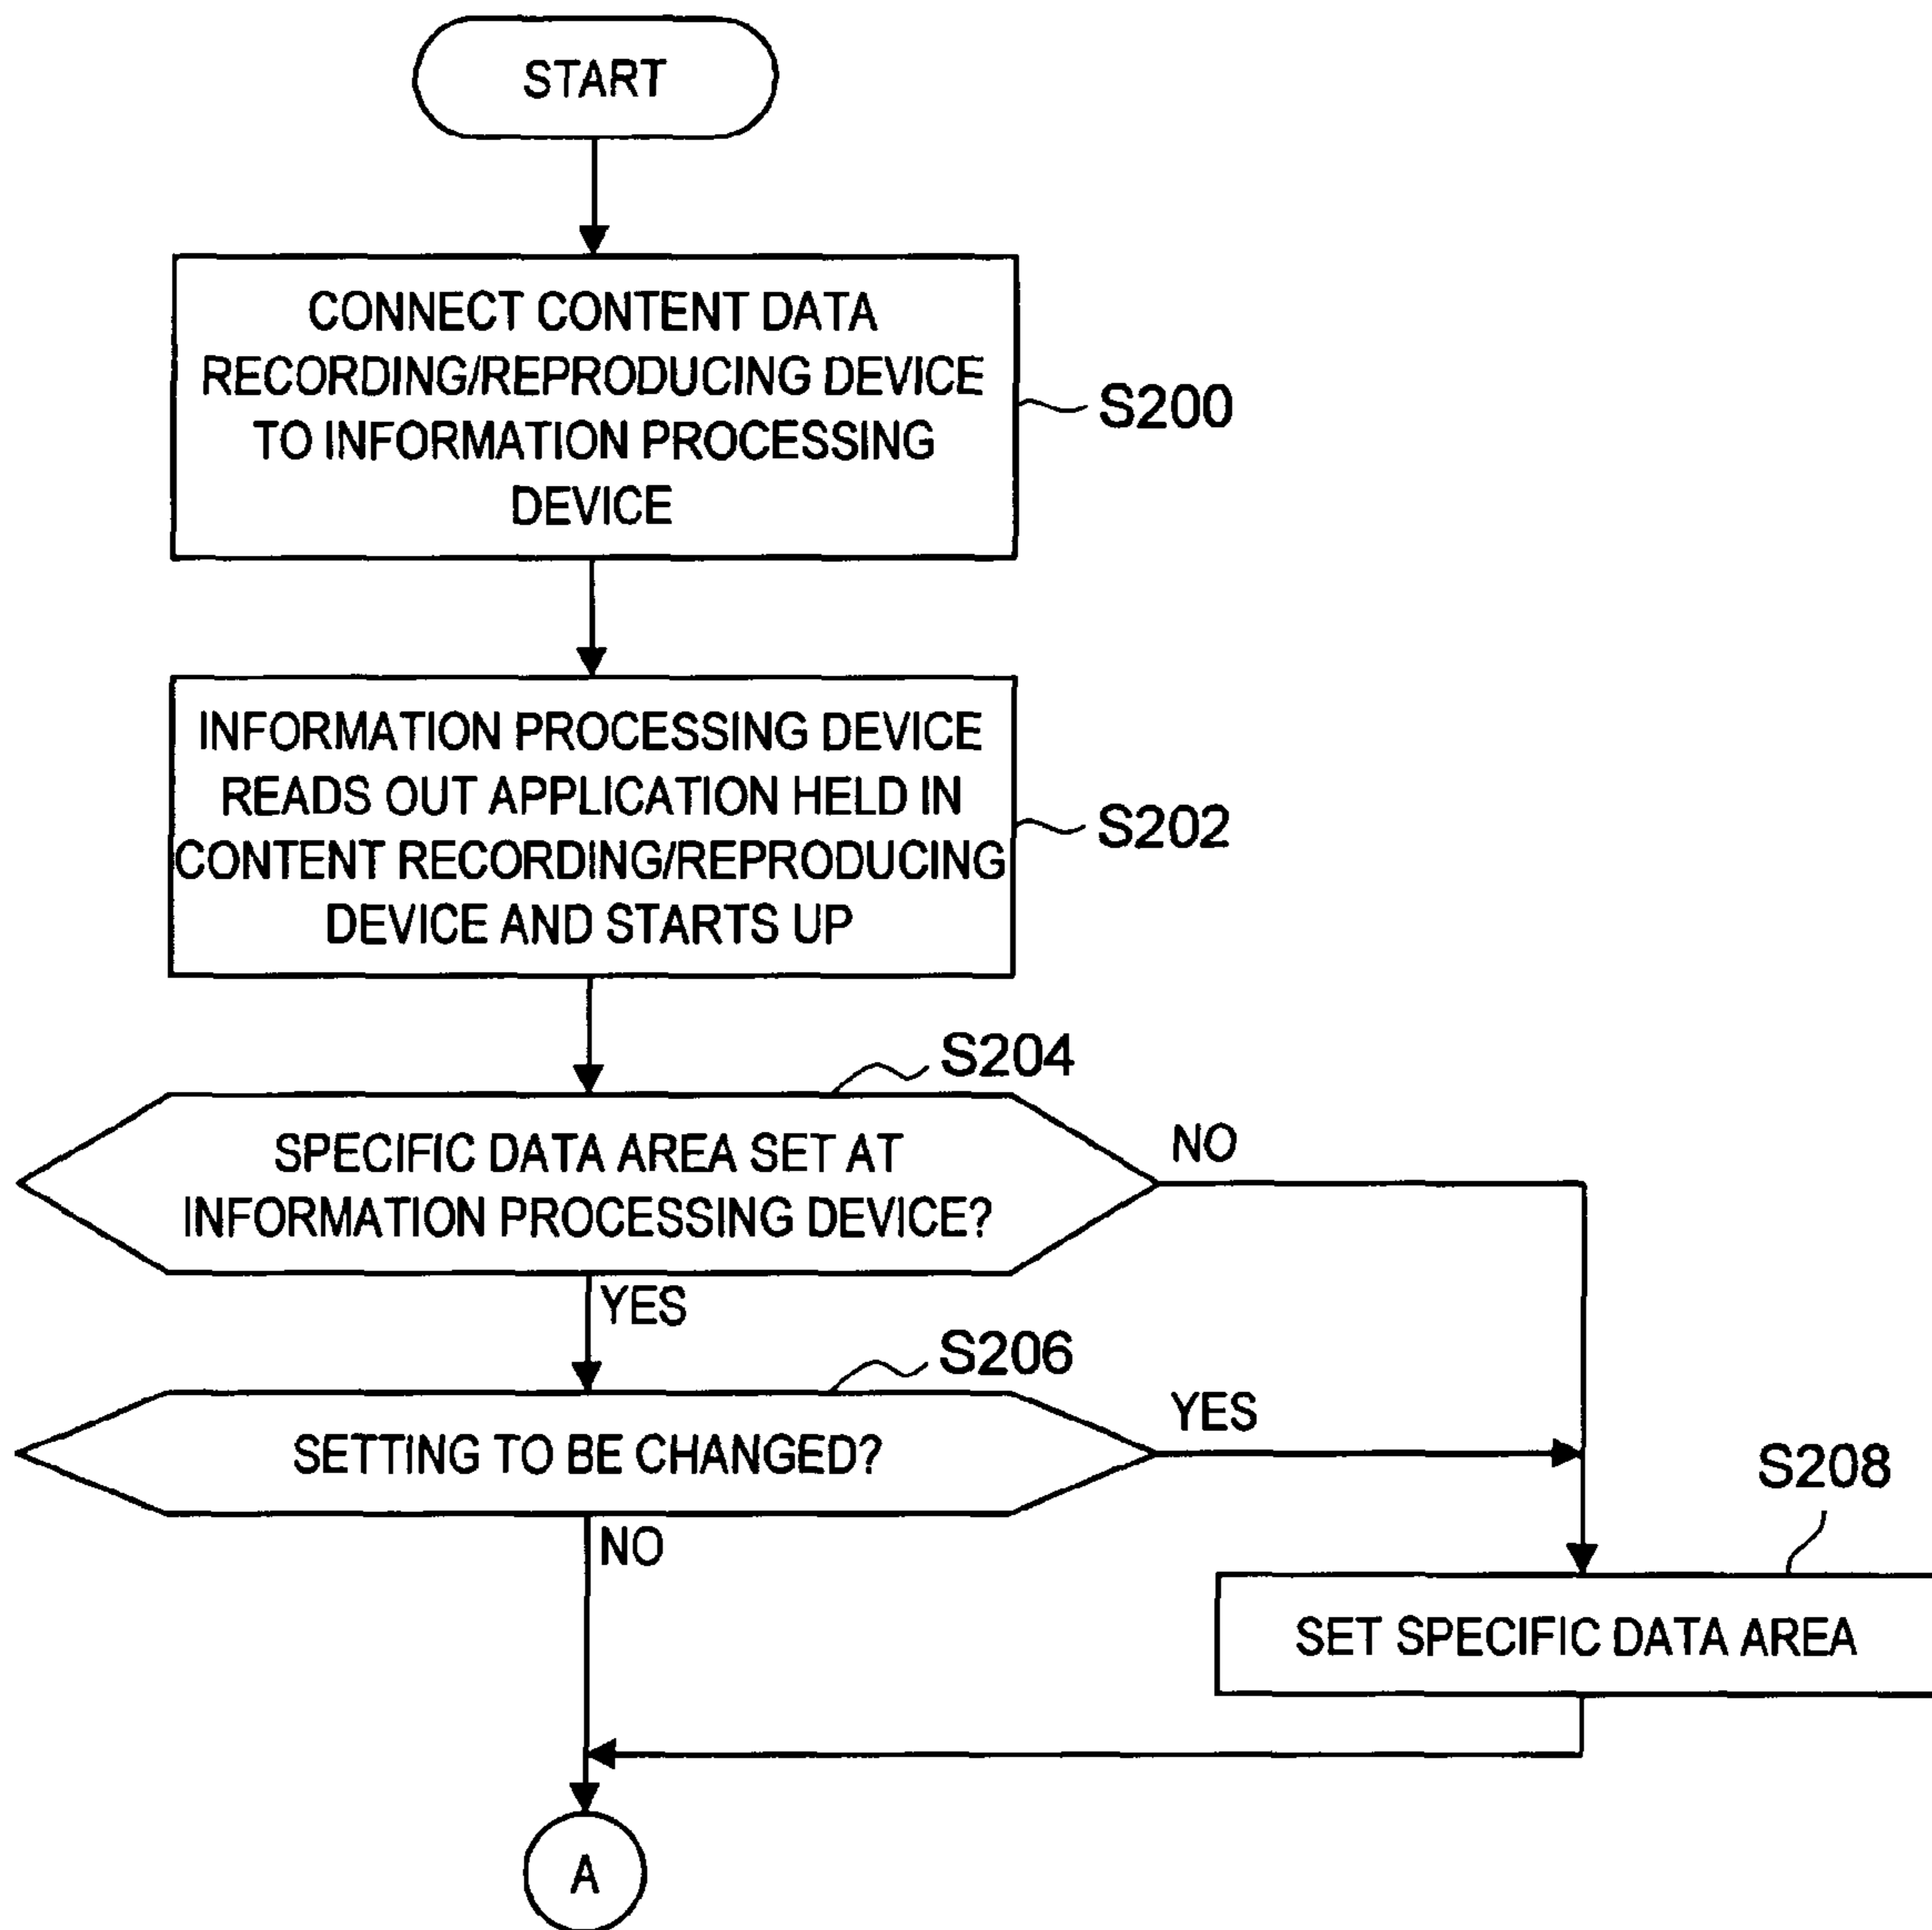 START
CONNECT CONTENT DATA
RECORDING/REPRODUCING DEVICE
TO INFORMATION PROCESSING
DEVICE
S200
INFORMATION PROCESSING DEVICE
READS OUT APPLICATION HELD IN
CONTENT RECORDING/REPRODUCING
DEVICE AND STARTS UP
S202
S204
SPECIFIC DATA AREA SET AT
INFORMATION PROCESSING DEVICE?
NO
YES
S206
SETTING TO BE CHANGED?
YES
NO
S208
SET SPECIFIC DATA AREA
A